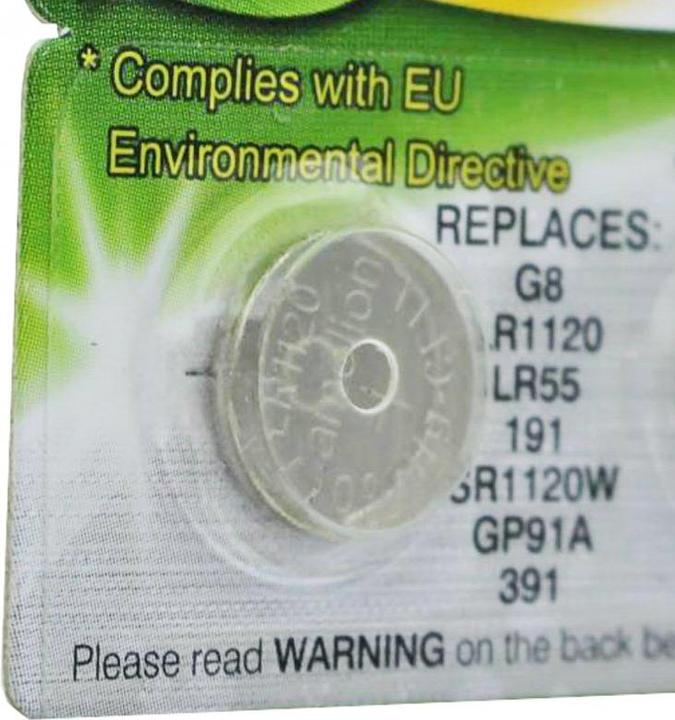 * Complies with EU
Environmental Directive
REPLACES:
G8
R1120
LR55
191
SR1120W
GP91A
391
Please read WARNING on the back